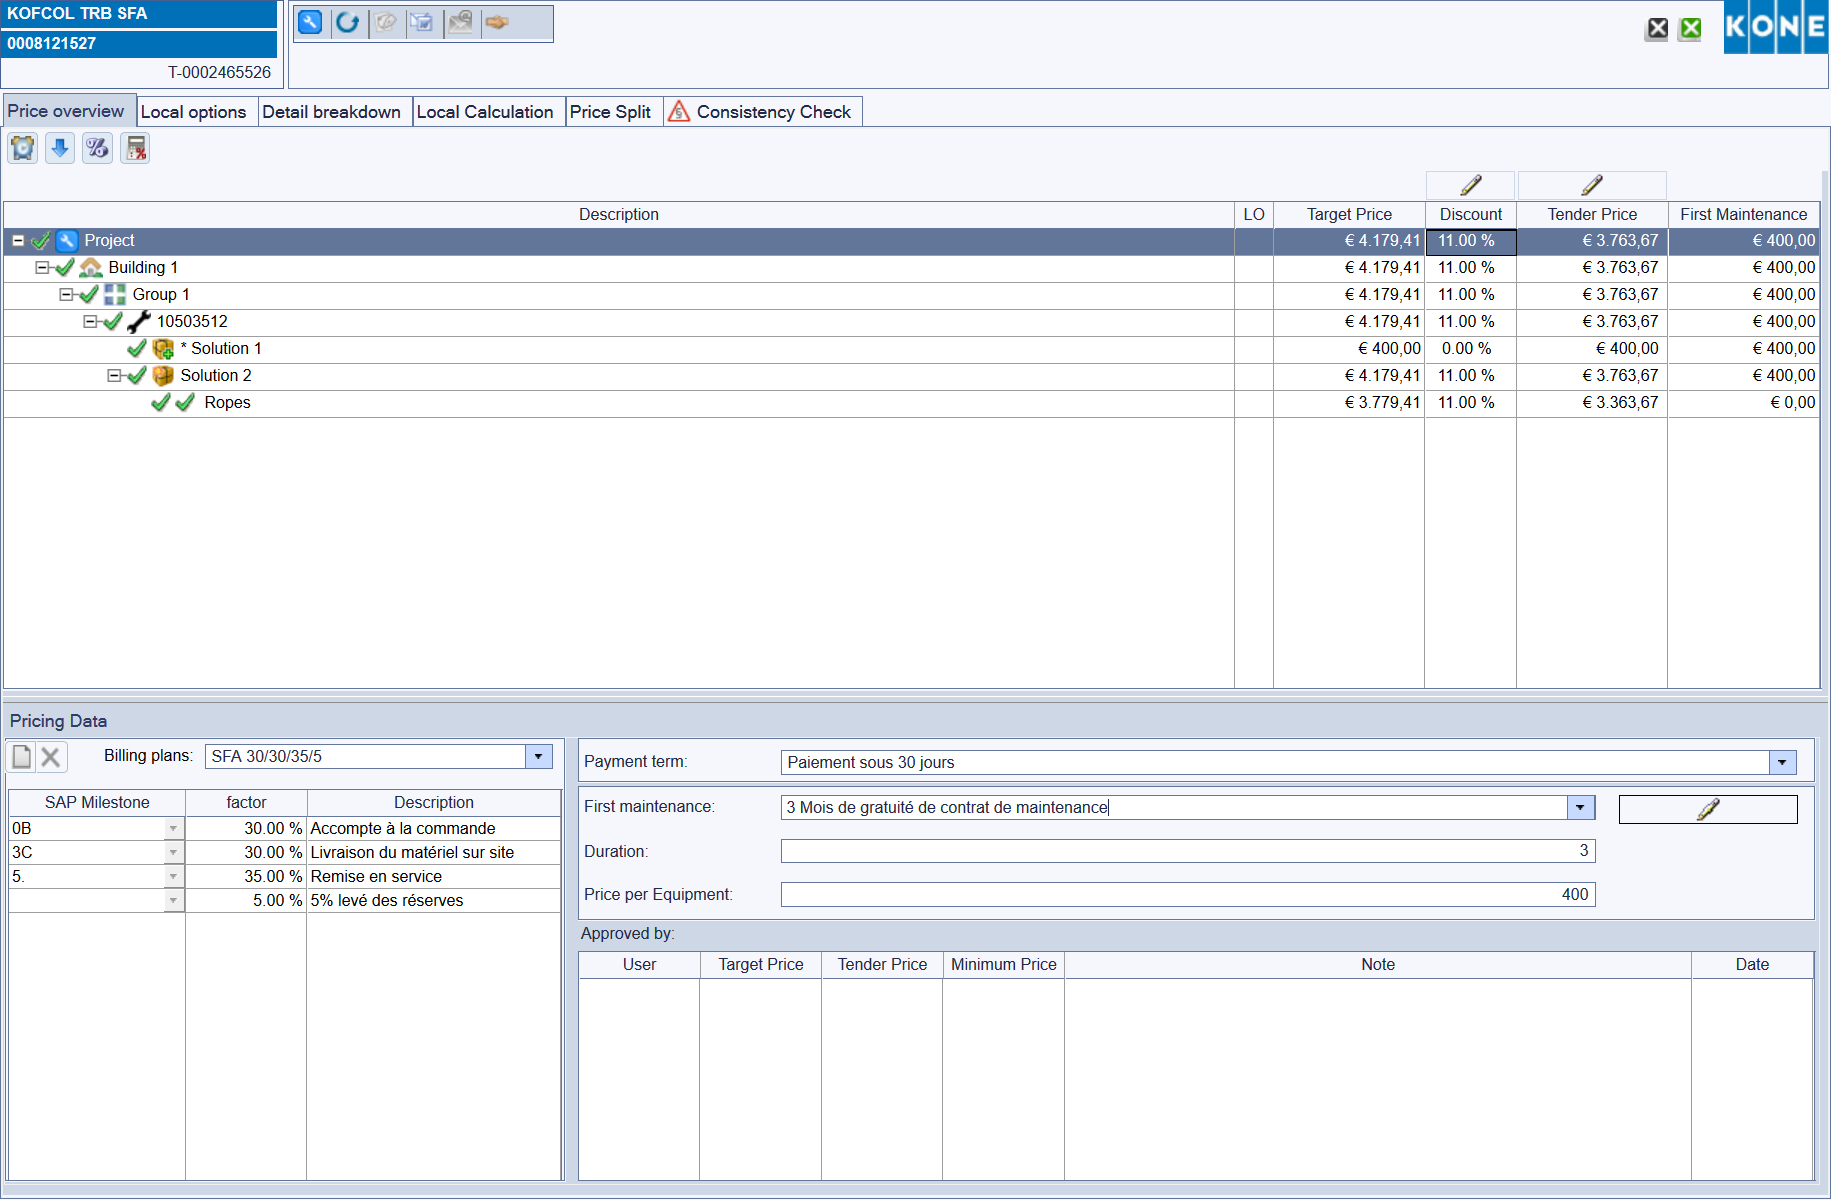 KOFCOL TRB SFA
0008121527
T-0002465526
KONE
Price overview Local options Detail breakdown Local Calculation Price Split Consistency Check
Description LO Target Price Discount Tender Price First Maintenance
Project € 4.179,41 11.00 % € 3.763,67 € 400,00
Building 1 € 4.179,41 11.00 % € 3.763,67 € 400,00
Group 1 € 4.179,41 11.00 % € 3.763,67 € 400,00
10503512 € 4.179,41 11.00 % € 3.763,67 € 400,00
* Solution 1 € 400,00 0.00 % € 400,00 € 400,00
Solution 2 € 4.179,41 11.00 % € 3.763,67 € 400,00
Ropes € 3.779,41 11.00 % € 3.363,67 € 0,00
Pricing Data
Billing plans: SFA 30/30/35/5
SAP Milestone factor Description
0B 30.00 % Accompte à la commande
3C 30.00 % Livraison du matériel sur site
5. 35.00 % Remise en service
5.00 % 5% levé des réserves
Payment term: Paiement sous 30 jours
First maintenance: 3 Mois de gratuité de contrat de maintenance
Duration: 3
Price per Equipment: 400
Approved by:
User Target Price Tender Price Minimum Price Note Date